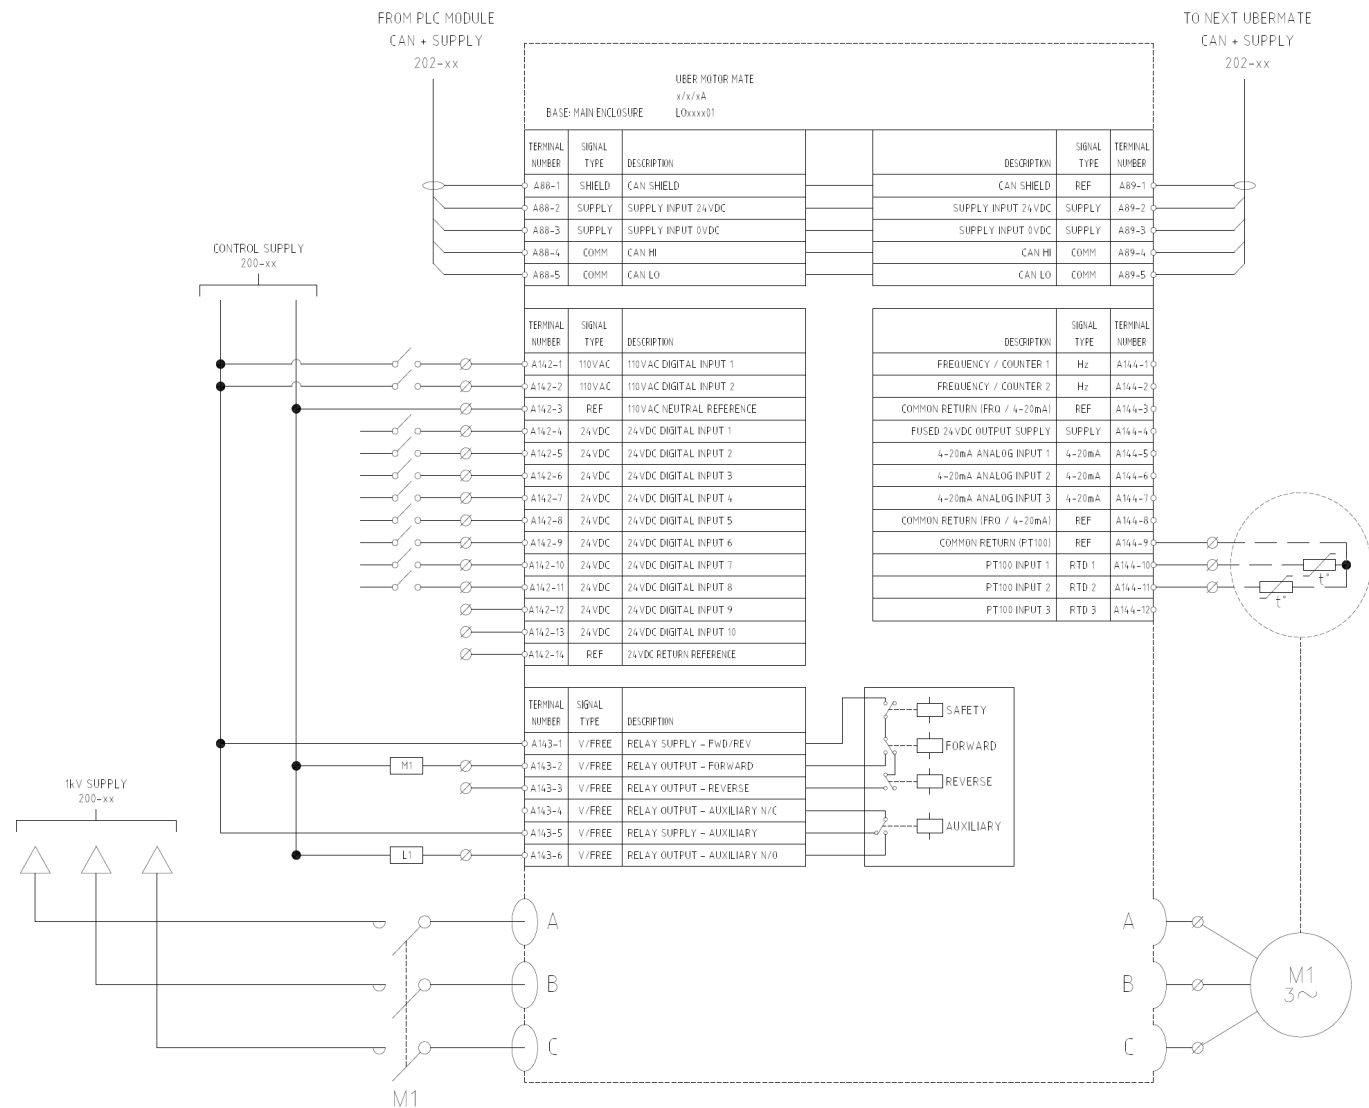 FROM PLC MODULE
CAN + SUPPLY
202-xx
TO NEXT UBERMATE
CAN + SUPPLY
202-xx
UBER MOTOR MATE
x/x/xA
BASE: MAIN ENCLOSURE LOxxxx01
TERMINAL NUMBER SIGNAL TYPE DESCRIPTION
A88-1 SHIELD CAN SHIELD
A88-2 SUPPLY SUPPLY INPUT 24VDC
A88-3 SUPPLY SUPPLY INPUT 0VDC
A88-4 COMM CAN HI
A88-5 COMM CAN LO
DESCRIPTION SIGNAL TYPE TERMINAL NUMBER
CAN SHIELD REF A89-1
SUPPLY INPUT 24VDC SUPPLY A89-2
SUPPLY INPUT 0VDC SUPPLY A89-3
CAN HI COMM A89-4
CAN LO COMM A89-5
CONTROL SUPPLY
200-xx
TERMINAL NUMBER SIGNAL TYPE DESCRIPTION
A142-1 110VAC 110VAC DIGITAL INPUT 1
A142-2 110VAC 110VAC DIGITAL INPUT 2
A142-3 REF 110VAC NEUTRAL REFERENCE
A142-4 24VDC 24VDC DIGITAL INPUT 1
A142-5 24VDC 24VDC DIGITAL INPUT 2
A142-6 24VDC 24VDC DIGITAL INPUT 3
A142-7 24VDC 24VDC DIGITAL INPUT 4
A142-8 24VDC 24VDC DIGITAL INPUT 5
A142-9 24VDC 24VDC DIGITAL INPUT 6
A142-10 24VDC 24VDC DIGITAL INPUT 7
A142-11 24VDC 24VDC DIGITAL INPUT 8
A142-12 24VDC 24VDC DIGITAL INPUT 9
A142-13 24VDC 24VDC DIGITAL INPUT 10
A142-14 REF 24VDC RETURN REFERENCE
DESCRIPTION SIGNAL TYPE TERMINAL NUMBER
FREQUENCY / COUNTER 1 Hz A144-1
FREQUENCY / COUNTER 2 Hz A144-2
COMMON RETURN (FRQ / 4-20mA) REF A144-3
FUSED 24VDC OUTPUT SUPPLY SUPPLY A144-4
4-20mA ANALOG INPUT 1 4-20mA A144-5
4-20mA ANALOG INPUT 2 4-20mA A144-6
4-20mA ANALOG INPUT 3 4-20mA A144-7
COMMON RETURN (FRQ / 4-20mA) REF A144-8
COMMON RETURN (PT100) REF A144-9
PT100 INPUT 1 RTD 1 A144-10
PT100 INPUT 2 RTD 2 A144-11
PT100 INPUT 3 RTD 3 A144-12
t°
t°
TERMINAL NUMBER SIGNAL TYPE DESCRIPTION
A143-1 V/FREE RELAY SUPPLY - FWD/REV
A143-2 V/FREE RELAY OUTPUT - FORWARD
A143-3 V/FREE RELAY OUTPUT - REVERSE
A143-4 V/FREE RELAY OUTPUT - AUXILIARY N/C
A143-5 V/FREE RELAY SUPPLY - AUXILIARY
A143-6 V/FREE RELAY OUTPUT - AUXILIARY N/O
M1
L1
SAFETY
FORWARD
REVERSE
AUXILIARY
1kV SUPPLY
200-xx
A
B
C
M1
A
B
C
M1
3~